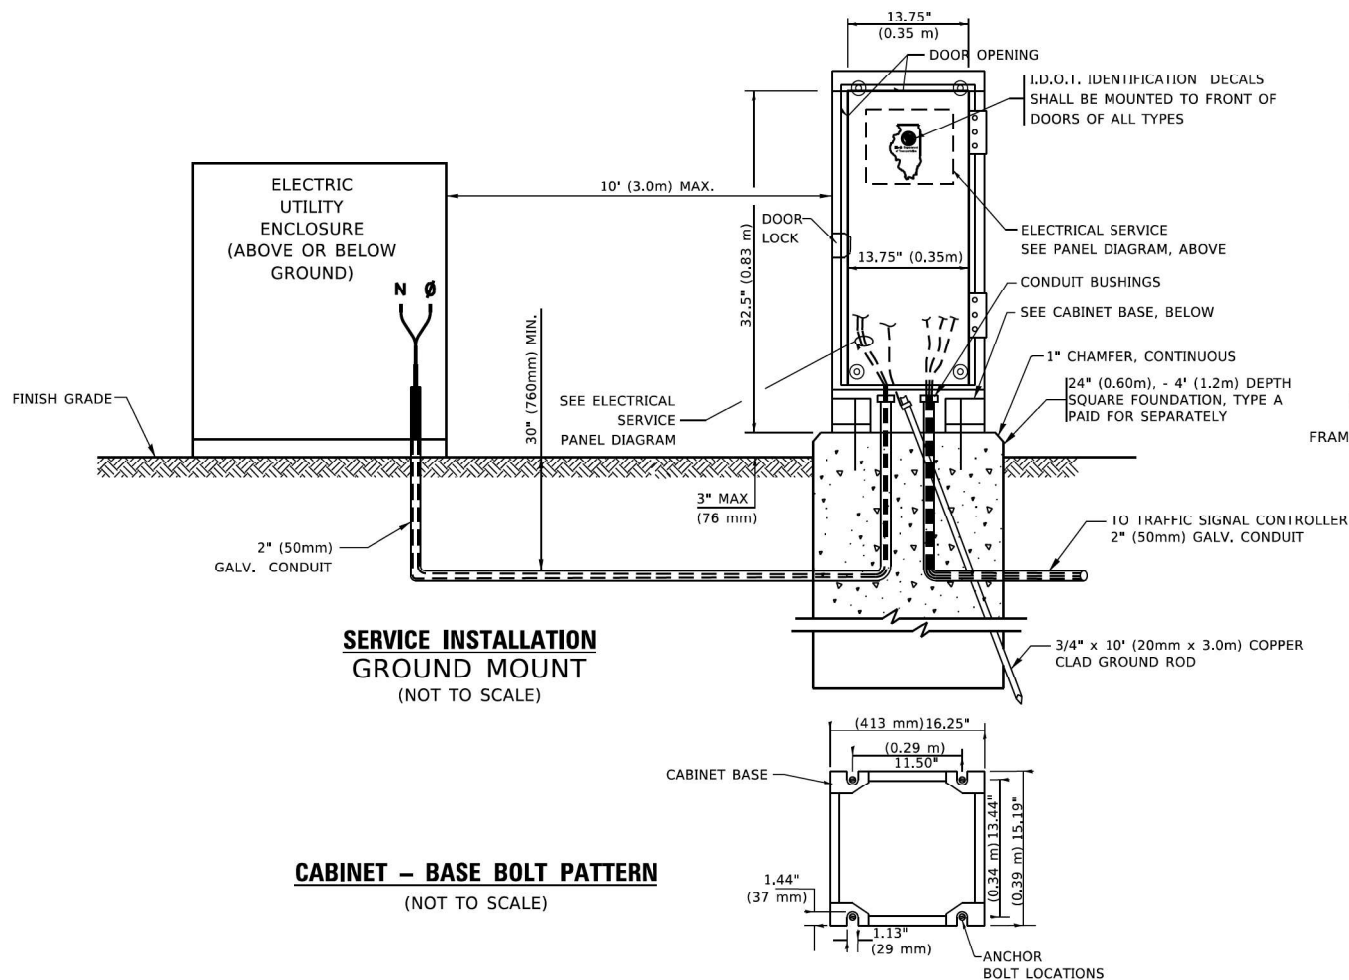 13.75"
(0.35 m)
DOOR OPENING
I.D.O.T. IDENTIFICATION DECALS
SHALL BE MOUNTED TO FRONT OF
DOORS OF ALL TYPES
ELECTRIC
UTILITY
ENCLOSURE
(ABOVE OR BELOW
GROUND)
N Ø
10' (3.0m) MAX.
DOOR
LOCK
32.5" (0.83 m)
13.75" (0.35m)
ELECTRICAL SERVICE
SEE PANEL DIAGRAM, ABOVE
CONDUIT BUSHINGS
SEE CABINET BASE, BELOW
1" CHAMFER, CONTINUOUS
24" (0.60m), - 4' (1.2m) DEPTH
SQUARE FOUNDATION, TYPE A
PAID FOR SEPARATELY
FRAM
FINISH GRADE
30" (760mm) MIN.
SEE ELECTRICAL
SERVICE
PANEL DIAGRAM
3" MAX
(76 mm)
2" (50mm)
GALV. CONDUIT
TO TRAFFIC SIGNAL CONTROLLER
2" (50mm) GALV. CONDUIT
3/4" x 10' (20mm x 3.0m) COPPER
CLAD GROUND ROD
SERVICE INSTALLATION
GROUND MOUNT
(NOT TO SCALE)
(413 mm)16.25"
(0.29 m)
11.50"
CABINET BASE
(0.34 m) 13.44"
(0.39 m) 15.19"
CABINET – BASE BOLT PATTERN
(NOT TO SCALE)
1.44"
(37 mm)
1.13"
(29 mm)
ANCHOR
BOLT LOCATIONS